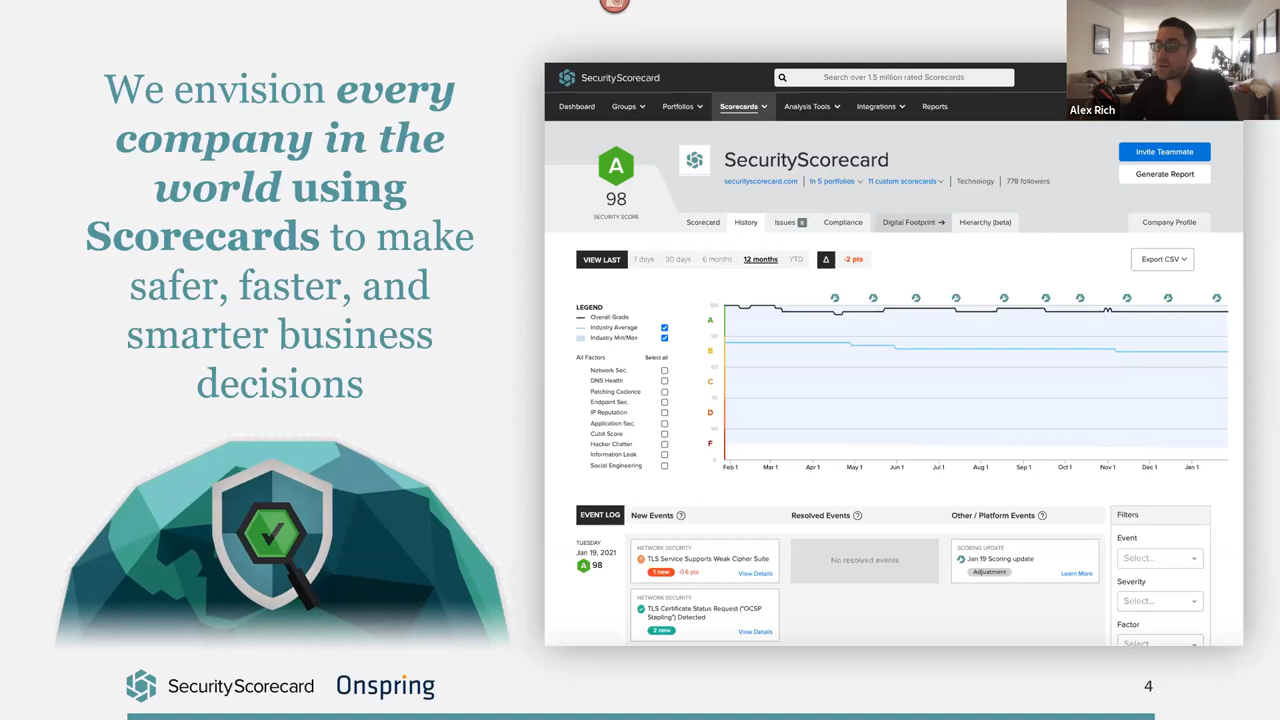 We envision every
company in the
world using
Scorecards to make
safer, faster, and
smarter business
decisions
SecurityScorecard
Search over 1.5 million rated Scorecards
Alex Rich
Dashboard Groups Portfolios Scorecards Analysis Tools Integrations Reports
A
98
SECURITY SCORE
SecurityScorecard
securityscorecard.com In 5 portfolios 11 custom scorecards Technology 778 followers
Invite Teammate
Generate Report
Scorecard History Issues 8 Compliance Digital Footprint → Hierarchy (beta) Company Profile
VIEW LAST 7 days 30 days 6 months 12 months YTD Δ -2 pts Export CSV
LEGEND
Overall Grade
Industry Average
Industry Min/Max
All Factors Select all
Network Sec.
DNS Health
Patching Cadence
Endpoint Sec.
IP Reputation
Application Sec.
Cubit Score
Hacker Chatter
Information Leak
Social Engineering
100
A
90
B
80
C
70
D
60
F
0
Feb 1 Mar 1 Apr 1 May 1 Jun 1 Jul 1 Aug 1 Sep 1 Oct 1 Nov 1 Dec 1 Jan 1
EVENT LOG New Events ? Resolved Events ? Other / Platform Events ? Filters
TUESDAY
Jan 19, 2021
A 98
NETWORK SECURITY
TLS Service Supports Weak Cipher Suite
1 new -0.6 pts View Details
No resolved events
SCORING UPDATE
Jan 19 Scoring update
Adjustment Learn More
NETWORK SECURITY
TLS Certificate Status Request ("OCSP
Stapling") Detected
2 new View Details
Event
Select...
Severity
Select...
Factor
Select...
SecurityScorecard Onspring
4